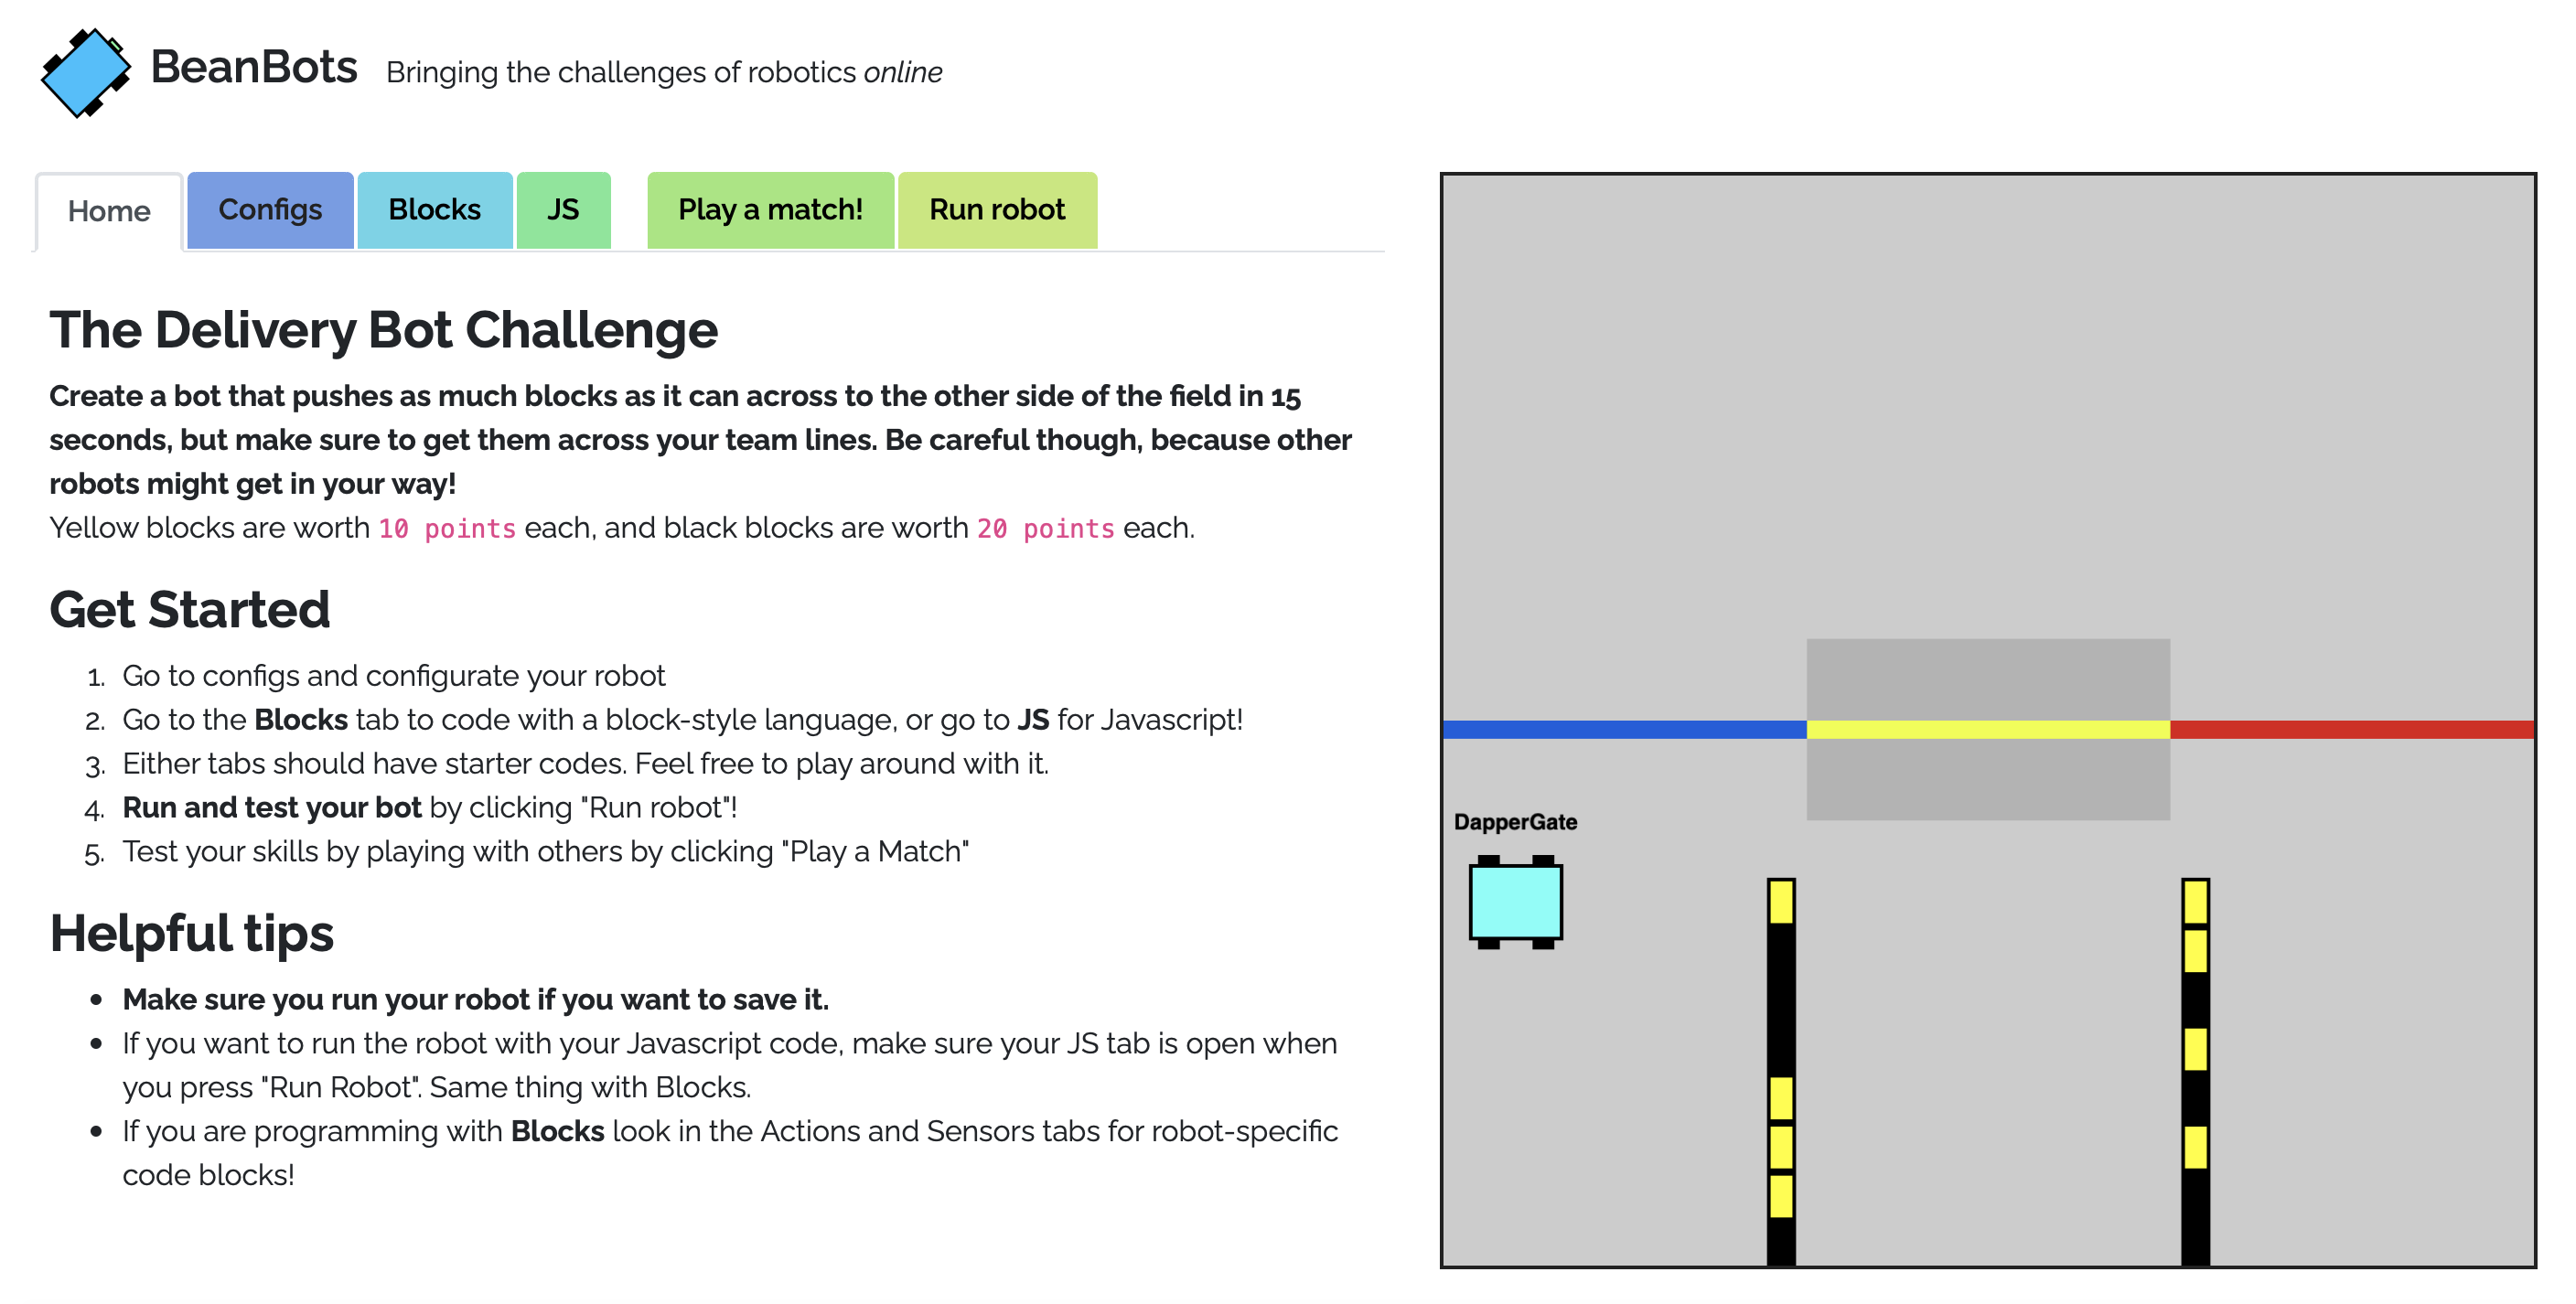 BeanBots Bringing the challenges of robotics online
Home Configs Blocks JS Play a match! Run robot
The Delivery Bot Challenge
Create a bot that pushes as much blocks as it can across to the other side of the field in 15
seconds, but make sure to get them across your team lines. Be careful though, because other
robots might get in your way!
Yellow blocks are worth 10 points each, and black blocks are worth 20 points each.
Get Started
1. Go to configs and configurate your robot
2. Go to the Blocks tab to code with a block-style language, or go to JS for Javascript!
3. Either tabs should have starter codes. Feel free to play around with it.
4. Run and test your bot by clicking "Run robot"!
5. Test your skills by playing with others by clicking "Play a Match"
Helpful tips
• Make sure you run your robot if you want to save it.
• If you want to run the robot with your Javascript code, make sure your JS tab is open when
you press "Run Robot". Same thing with Blocks.
• If you are programming with Blocks look in the Actions and Sensors tabs for robot-specific
code blocks!
DapperGate